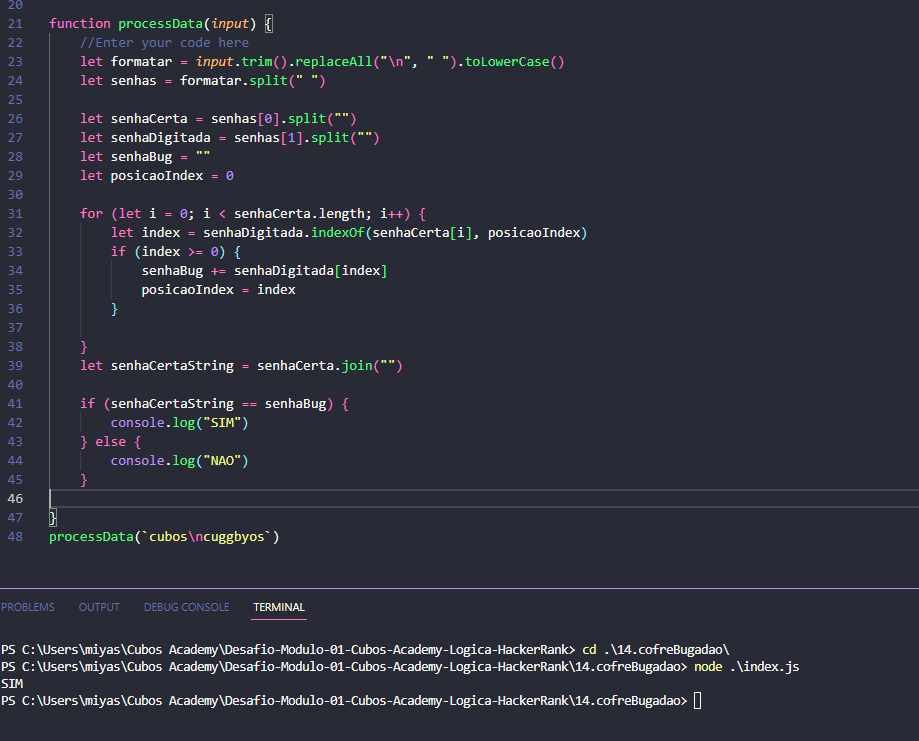 20
21 function processData(input) {
22 //Enter your code here
23 let formatar = input.trim().replaceAll("\n", " ").toLowerCase()
24 let senhas = formatar.split(" ")
25
26 let senhaCerta = senhas[0].split("")
27 let senhaDigitada = senhas[1].split("")
28 let senhaBug = ""
29 let posicaoIndex = 0
30
31 for (let i = 0; i < senhaCerta.length; i++) {
32 let index = senhaDigitada.indexOf(senhaCerta[i], posicaoIndex)
33 if (index >= 0) {
34 senhaBug += senhaDigitada[index]
35 posicaoIndex = index
36 }
37
38 }
39 let senhaCertaString = senhaCerta.join("")
40
41 if (senhaCertaString == senhaBug) {
42 console.log("SIM")
43 } else {
44 console.log("NAO")
45 }
46
47 }
48 processData(`cubos\ncuggbyos`)
PROBLEMS OUTPUT DEBUG CONSOLE TERMINAL
PS C:\Users\miyas\Cubos Academy\Desafio-Modulo-01-Cubos-Academy-Logica-HackerRank> cd .\14.cofreBugadao\
PS C:\Users\miyas\Cubos Academy\Desafio-Modulo-01-Cubos-Academy-Logica-HackerRank\14.cofreBugadao> node .\index.js
SIM
PS C:\Users\miyas\Cubos Academy\Desafio-Modulo-01-Cubos-Academy-Logica-HackerRank\14.cofreBugadao>